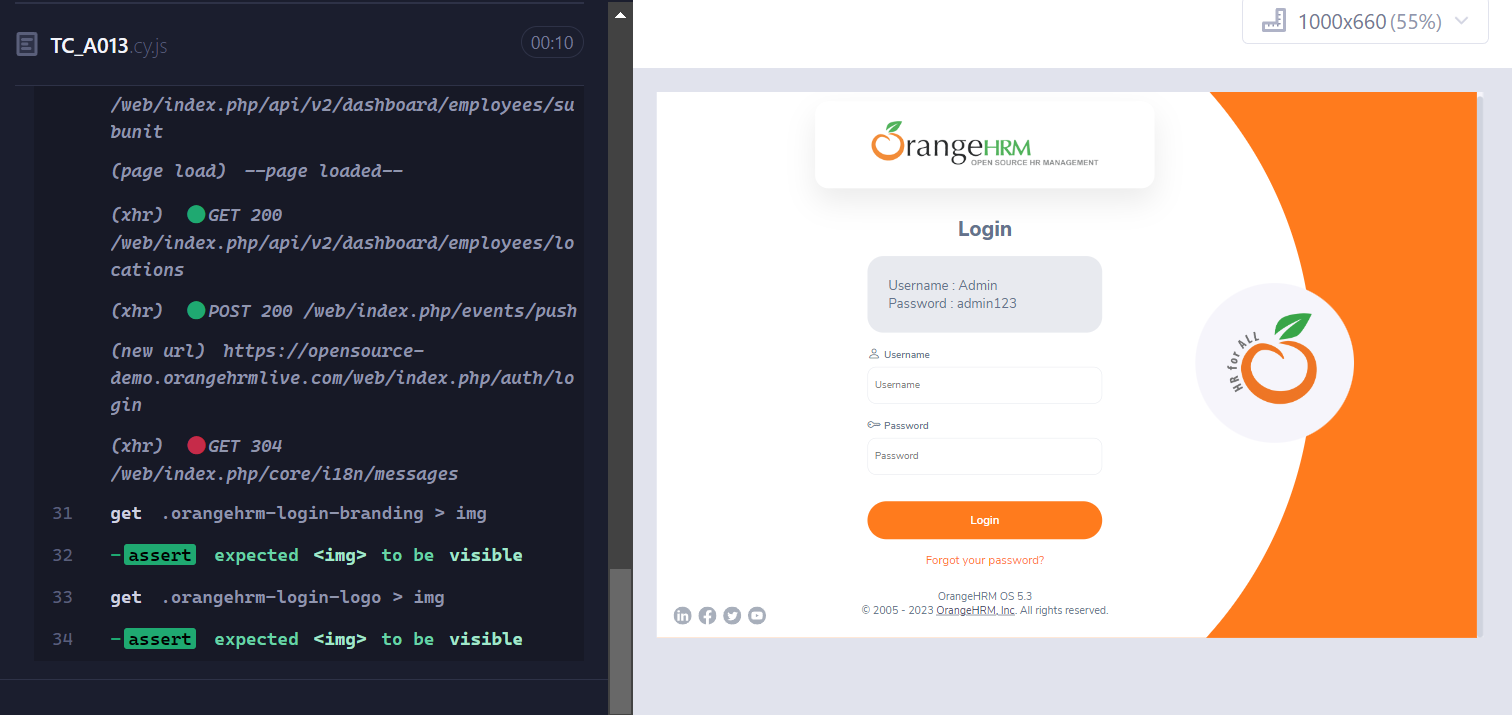 TC_A013.cy.js
00:10
/web/index.php/api/v2/dashboard/employees/su
bunit
(page load) --page loaded--
(xhr) GET 200
/web/index.php/api/v2/dashboard/employees/lo
cations
(xhr) POST 200 /web/index.php/events/push
(new url) https://opensource-
demo.orangehrmlive.com/web/index.php/auth/lo
gin
(xhr) GET 304
/web/index.php/core/i18n/messages
31 get .orangehrm-login-branding > img
32 -assert expected <img> to be visible
33 get .orangehrm-login-logo > img
34 -assert expected <img> to be visible
1000x660 (55%)
OrangeHRM
OPEN SOURCE HR MANAGEMENT
Login
Username : Admin
Password : admin123
Username
Username
Password
Password
Login
Forgot your password?
OrangeHRM OS 5.3
© 2005 - 2023 OrangeHRM, Inc. All rights reserved.
HR for ALL